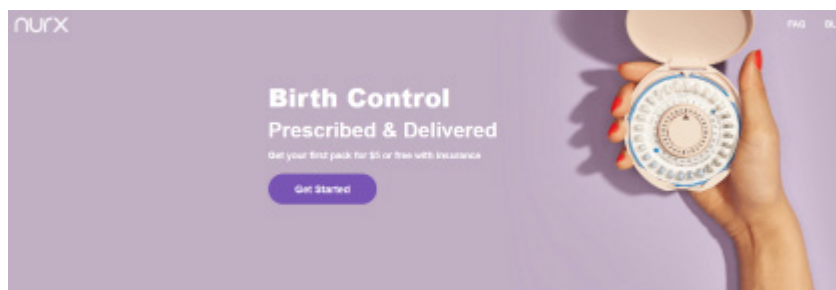 nurx
FAQ
Birth Control
Prescribed & Delivered
Get your first pack for $5 or free with insurance
Get Started